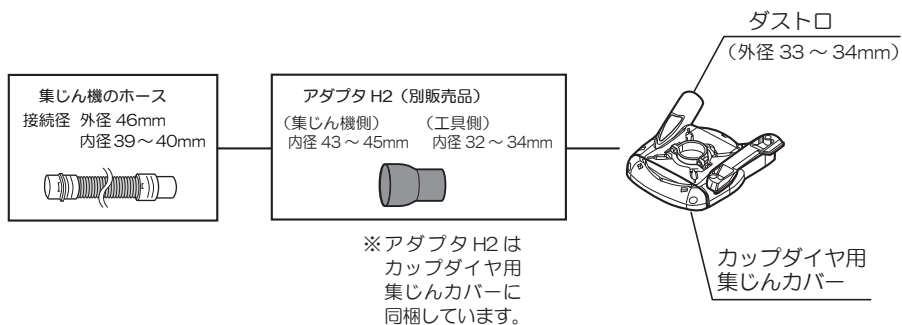 ダストロ
（外径 33 ～ 34mm）
集じん機のホース
接続径 外径 46mm
内径 39～40mm
アダプタ H2（別販売品）
（集じん機側）
内径 43 ～ 45mm
（工具側）
内径 32 ～ 34mm
※アダプタ H2 は
カップダイヤ用
集じんカバーに
同梱しています。
カップダイヤ用
集じんカバー